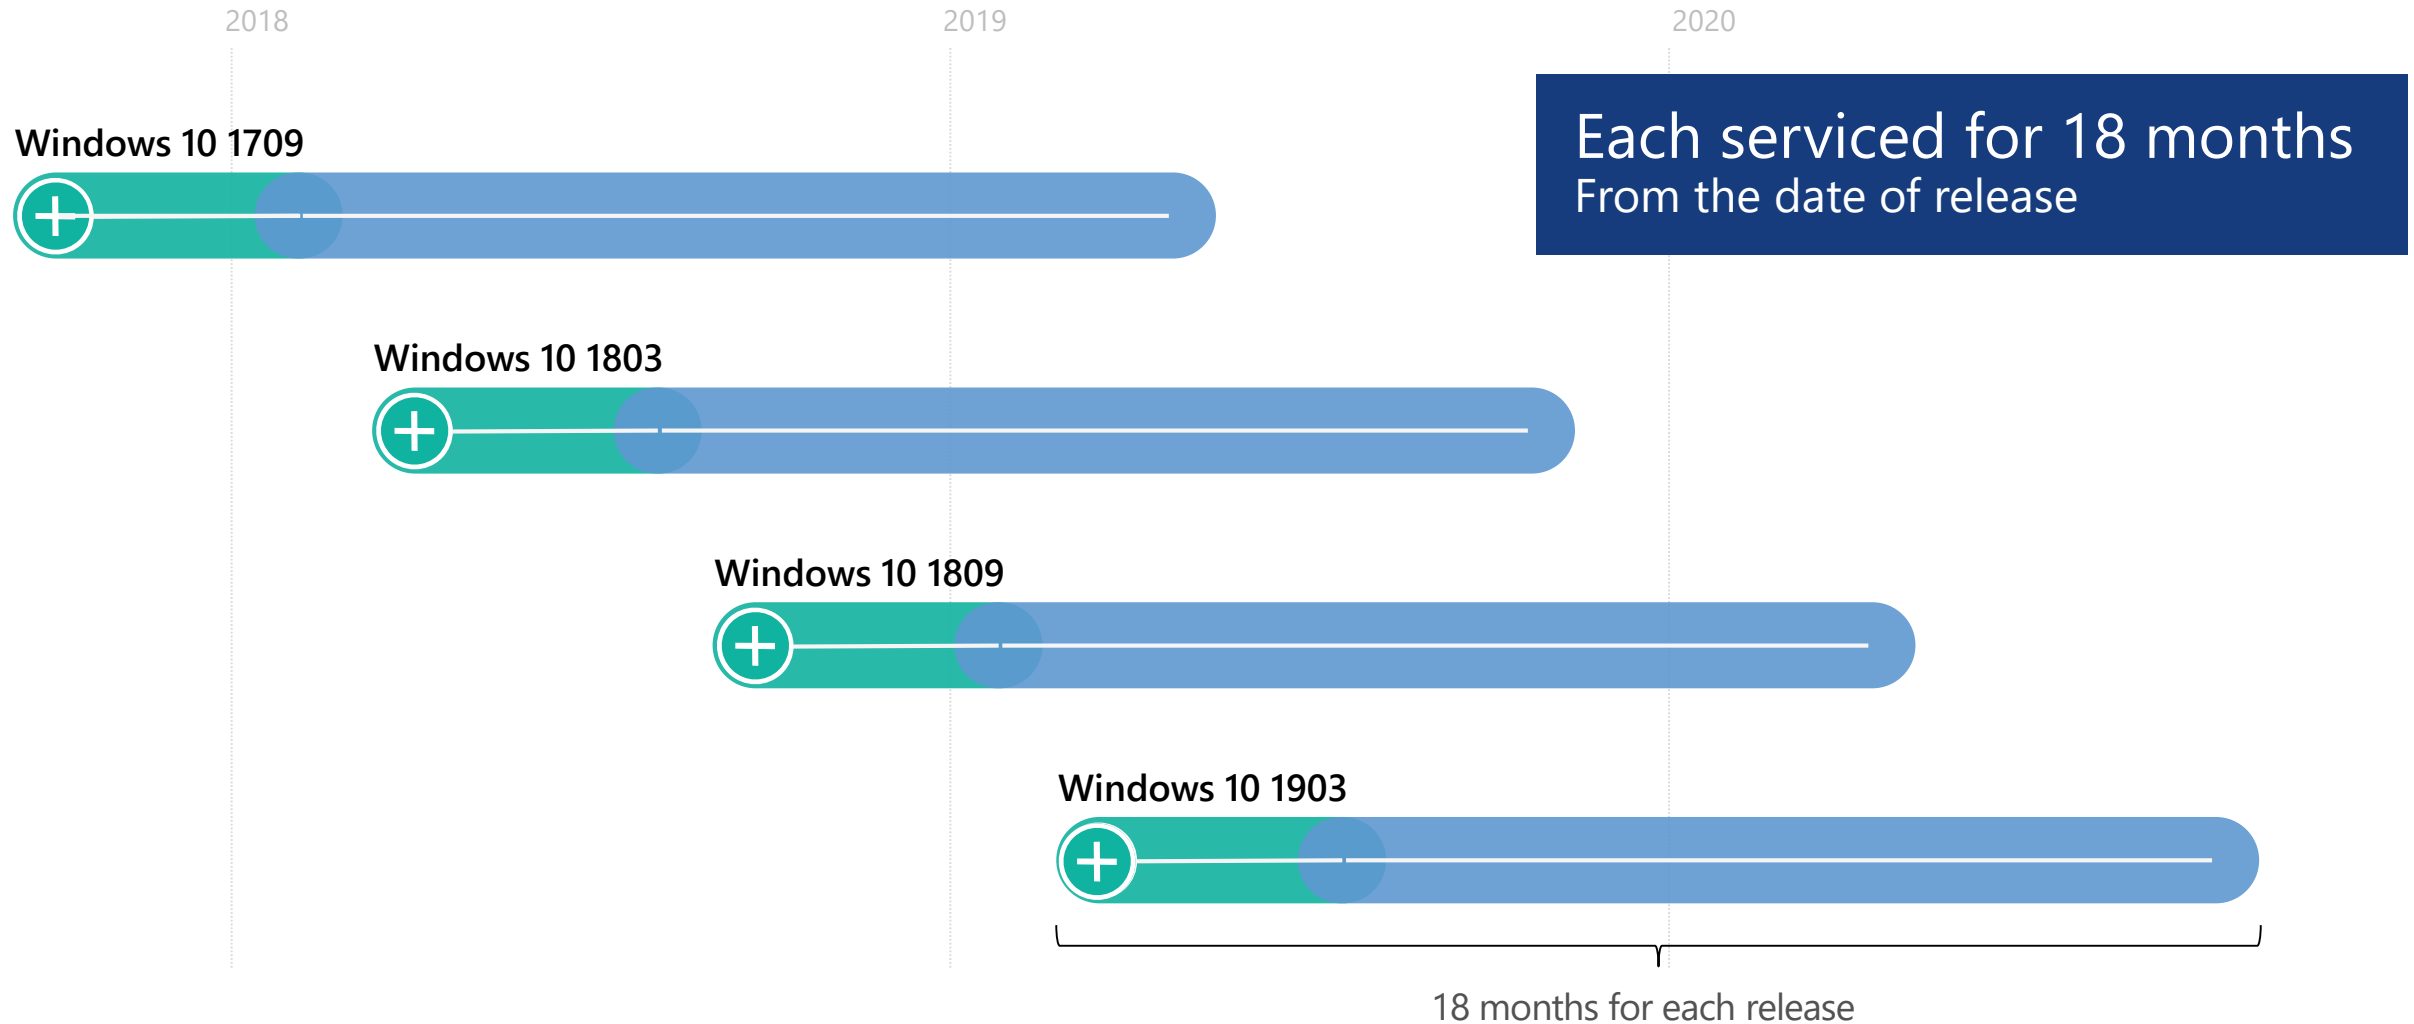 2018
2019
2020
Each serviced for 18 months
From the date of release
Windows 10 1709
Windows 10 1803
Windows 10 1809
Windows 10 1903
18 months for each release